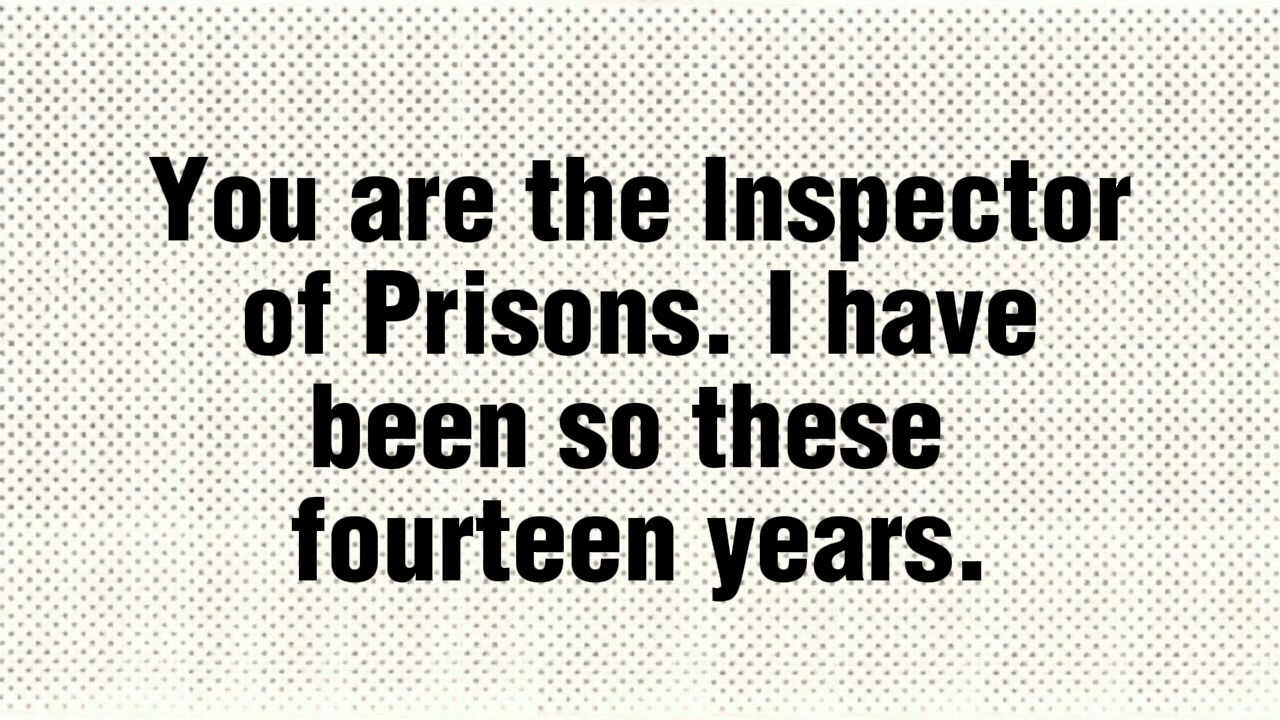 You are the Inspector
of Prisons. I have
been so these
fourteen years.